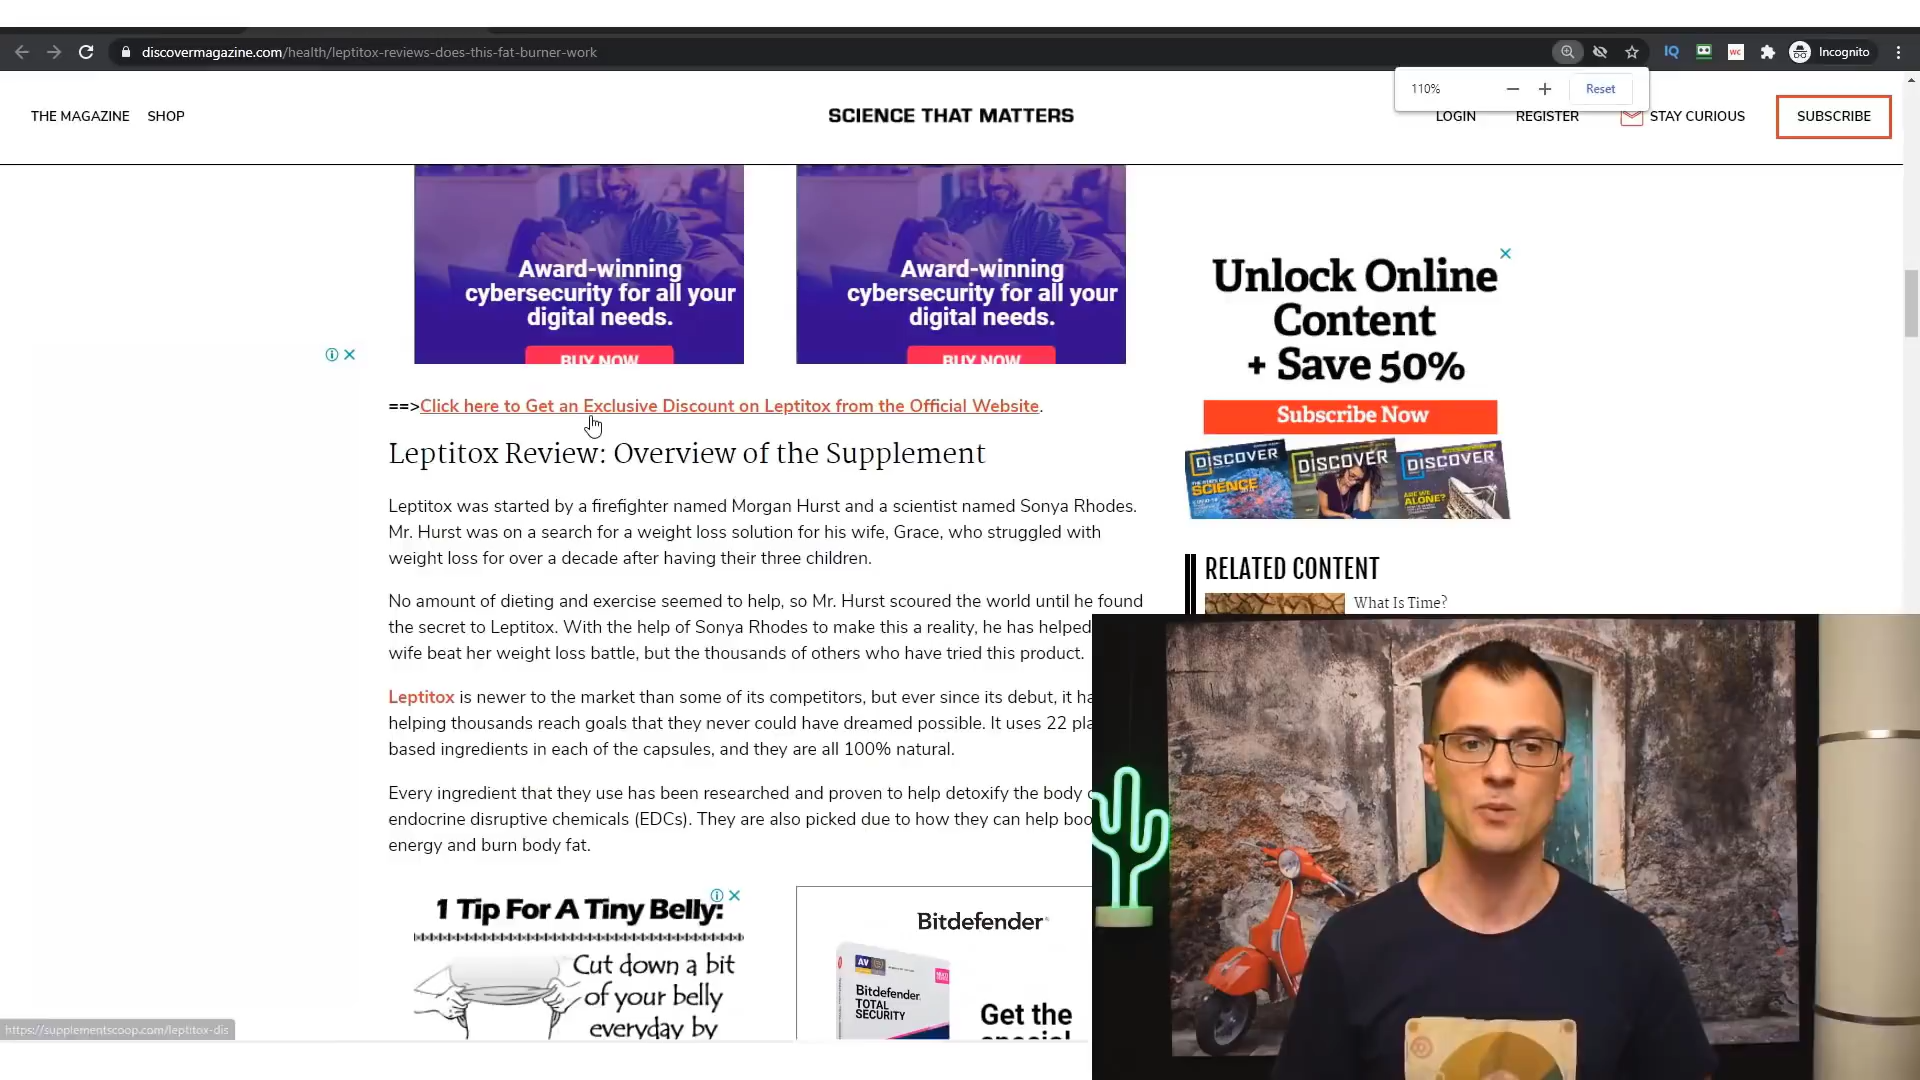 discovermagazine.com/health/leptitox-reviews-does-this-fat-burner-work
IQ
WC
Incognito
110%
Reset
THE MAGAZINE
SHOP
SCIENCE THAT MATTERS
LOGIN
REGISTER
STAY CURIOUS
SUBSCRIBE
Award-winning
cybersecurity for all your
digital needs.
BUY NOW
Award-winning
cybersecurity for all your
digital needs.
BUY NOW
Unlock Online
Content
+ Save 50%
Subscribe Now
DISCOVER
DISCOVER
DISCOVER
SCIENCE
ARE WE
ALONE?
==>Click here to Get an Exclusive Discount on Leptitox from the Official Website.
Leptitox Review: Overview of the Supplement
Leptitox was started by a firefighter named Morgan Hurst and a scientist named Sonya Rhodes.
Mr. Hurst was on a search for a weight loss solution for his wife, Grace, who struggled with
weight loss for over a decade after having their three children.
RELATED CONTENT
What Is Time?
No amount of dieting and exercise seemed to help, so Mr. Hurst scoured the world until he found
the secret to Leptitox. With the help of Sonya Rhodes to make this a reality, he has helped
wife beat her weight loss battle, but the thousands of others who have tried this product.
Leptitox is newer to the market than some of its competitors, but ever since its debut, it ha
helping thousands reach goals that they never could have dreamed possible. It uses 22 pla
based ingredients in each of the capsules, and they are all 100% natural.
Every ingredient that they use has been researched and proven to help detoxify the body
endocrine disruptive chemicals (EDCs). They are also picked due to how they can help boo
energy and burn body fat.
1 Tip For A Tiny Belly:
Cut down a bit
of your belly
everyday by
Bitdefender
AV
Bitdefender
TOTAL
SECURITY
Get the
special
https://supplementscoop.com/leptitox-dis